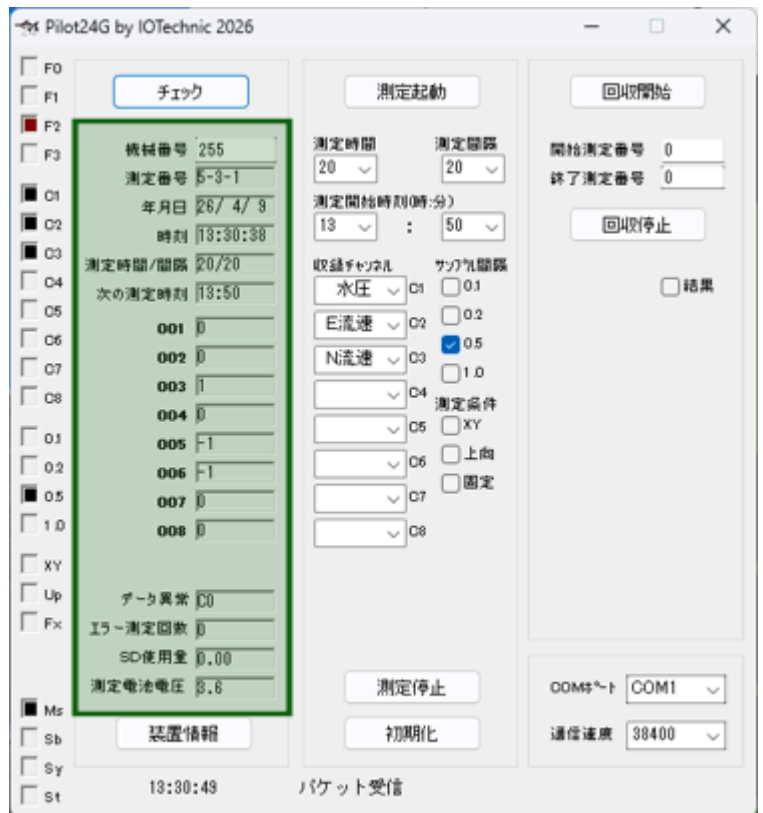 Pilot24G by IOTechnic 2026
F0
F1
F2
F3
C1
C2
C3
C4
C5
C6
C7
C8
0.1
0.2
0.5
1.0
XY
Up
Fx
Ms
Sb
Sy
St
チェック
機械番号 255
測定番号 5-3-1
年月日 26/ 4/ 9
時刻 13:30:38
測定時間/間隔 20/20
次の測定時刻 13:50
001 0
002 0
003 1
004 0
005 -1
006 -1
007 0
008 0
データ異常 C0
エラー測定回数 0
SD使用量 0.00
測定電池電圧 3.6
装置情報
13:30:49
測定起動
測定時間 測定間隔
20 20
測定開始時刻(時:分)
13 : 50
収録チャンネル サンプル間隔
水圧 C1 0.1
E流速 C2 0.2
N流速 C3 0.5
C4 1.0
測定条件
C5 XY
C6 上向
C7 固定
C8
測定停止
初期化
パケット受信
回収開始
開始測定番号 0
終了測定番号 0
回収停止
結果
COMポート COM1
通信速度 38400